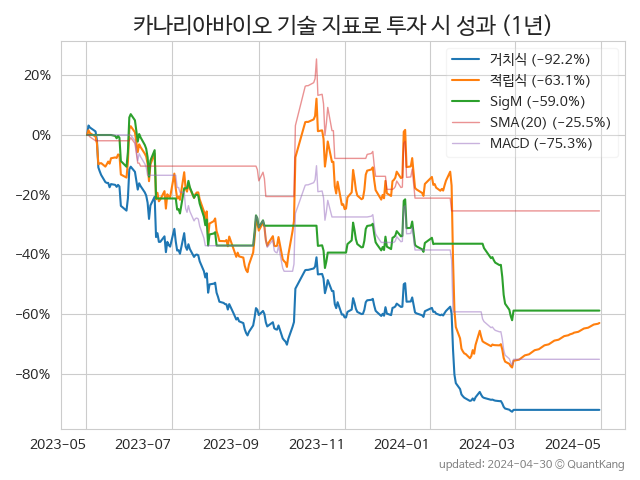 카나리아바이오 기술 지표로 투자 시 성과 (1년)
거치식 (−92.2%)
적립식 (−63.1%)
SigM (−59.0%)
SMA(20) (−25.5%)
MACD (−75.3%)
20%
0%
−20%
−40%
−60%
−80%
2023-05 2023-07 2023-09 2023-11 2024-01 2024-03 2024-05
updated: 2024-04-30 © QuantKang